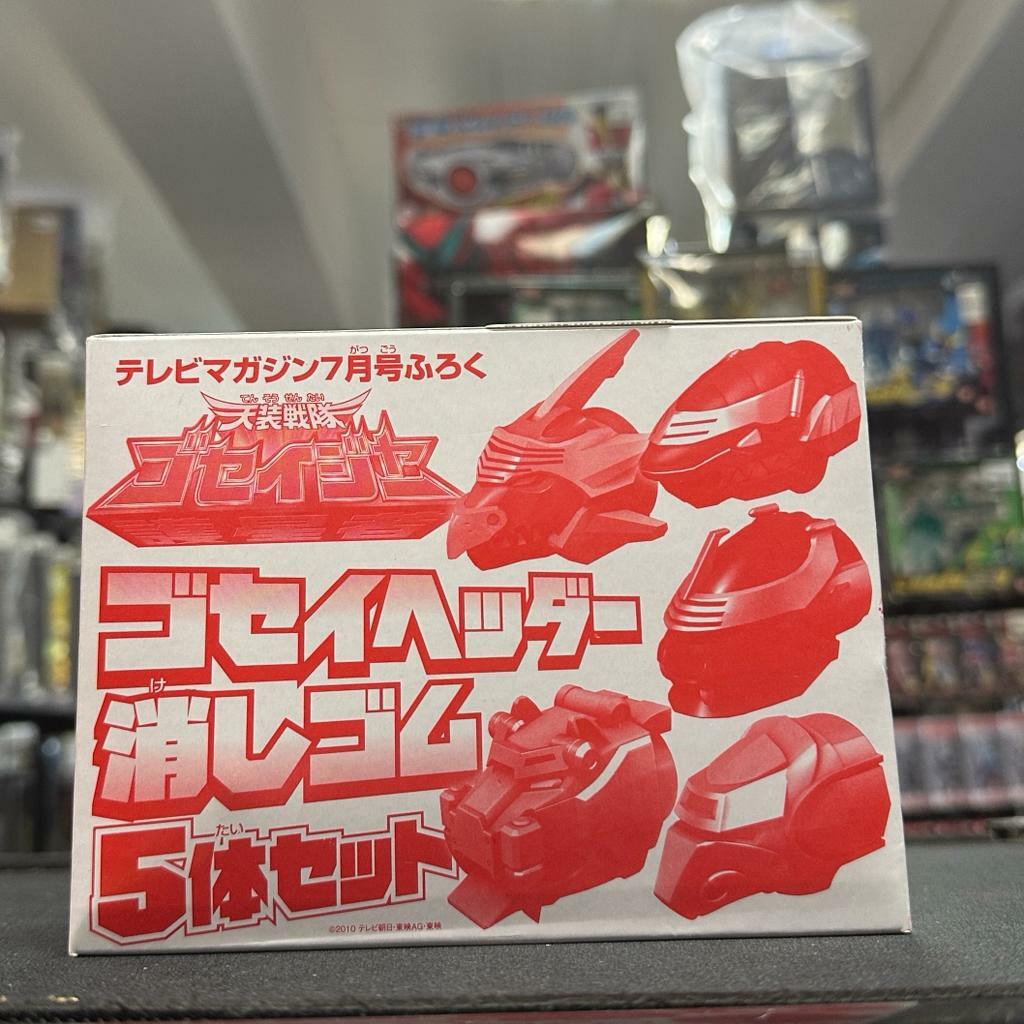 テレビマガジン7月号ふろく
天装戦隊
ゴセイジャー
ゴセイヘッダー
消しゴム
5体セット
©2010 テレビ朝日・東映AG・東映